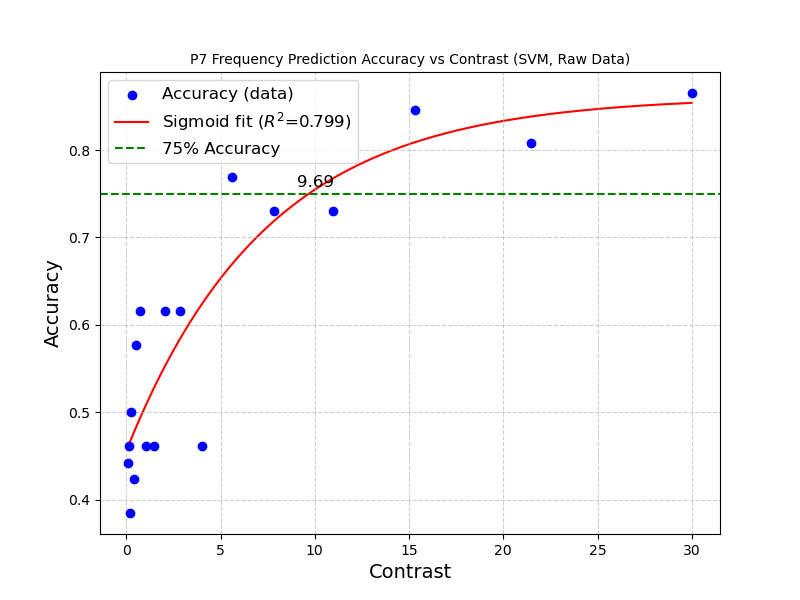 P7 Frequency Prediction Accuracy vs Contrast (SVM, Raw Data)
Accuracy (data)
Sigmoid fit (R²=0.799)
75% Accuracy
9.69
0.8
0.7
0.6
0.5
0.4
Accuracy
0 5 10 15 20 25 30
Contrast